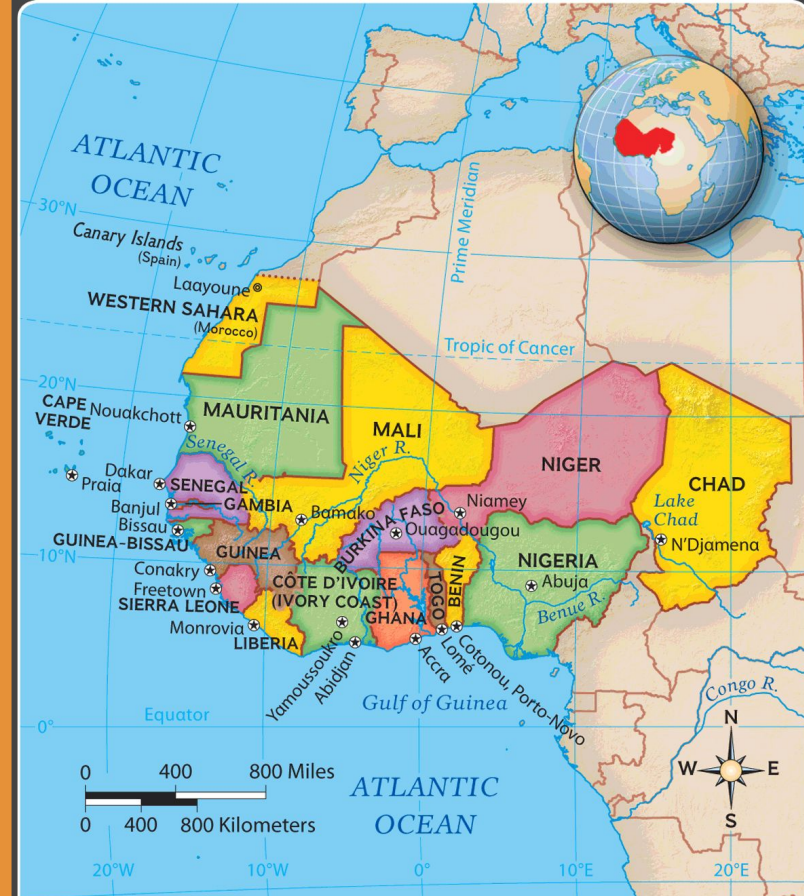 ATLANTIC
OCEAN
30°N
Canary Islands
(Spain)
Laayoune
WESTERN SAHARA
(Morocco)
Prime Meridian
Tropic of Cancer
20°N
CAPE
VERDE
Nouakchott
MAURITANIA
MALI
Senegal R.
Niger R.
NIGER
CHAD
Praia
Dakar
SENEGAL
Banjul
GAMBIA
Bissau
GUINEA-BISSAU
Bamako
BURKINA FASO
Niamey
Ouagadougou
Lake
Chad
N'Djamena
10°N
GUINEA
Conakry
Freetown
SIERRA LEONE
CÔTE D'IVOIRE
(IVORY COAST)
GHANA
TOGO
BENIN
NIGERIA
Abuja
Benue R.
Monrovia
LIBERIA
Yamoussoukro
Abidjan
Accra
Lomé
Cotonou, Porto-Novo
Gulf of Guinea
Congo R.
0°
Equator
N
W
E
S
0 400 800 Miles
0 400 800 Kilometers
ATLANTIC
OCEAN
20°W
10°W
0°
10°E
20°E